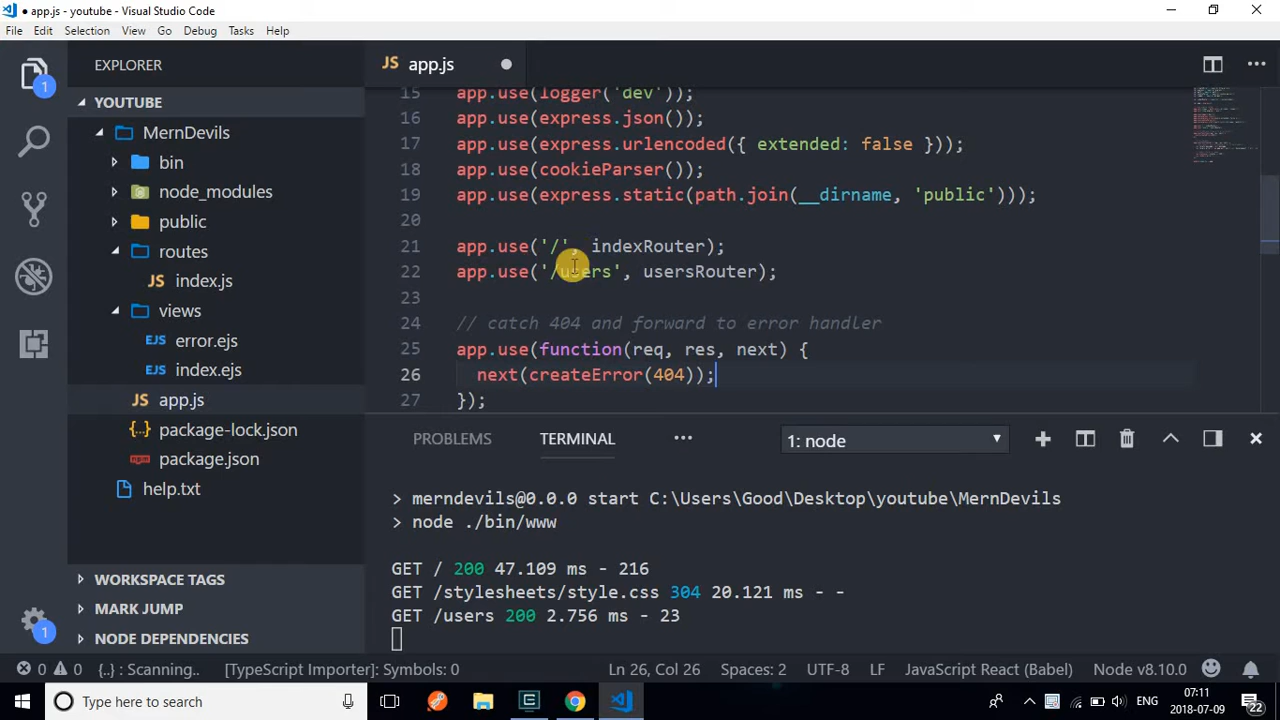 app.js - youtube - Visual Studio Code
File Edit Selection View Go Debug Tasks Help
EXPLORER
YOUTUBE
MernDevils
bin
node_modules
public
routes
JS index.js
views
EJS error.ejs
EJS index.ejs
JS app.js
{..} package-lock.json
package.json
help.txt
WORKSPACE TAGS
MARK JUMP
NODE DEPENDENCIES
1
1
JS app.js
15 app.use(logger('dev'));
16 app.use(express.json());
17 app.use(express.urlencoded({ extended: false }));
18 app.use(cookieParser());
19 app.use(express.static(path.join(__dirname, 'public')));
20
21 app.use('/', indexRouter);
22 app.use('/users', usersRouter);
23
24 // catch 404 and forward to error handler
25 app.use(function(req, res, next) {
26 next(createError(404));
27 });
PROBLEMS TERMINAL 1: node
> merndevils@0.0.0 start C:\Users\Good\Desktop\youtube\MernDevils
> node ./bin/www
GET / 200 47.109 ms - 216
GET /stylesheets/style.css 304 20.121 ms - -
GET /users 200 2.756 ms - 23
0 0 {..} : Scanning... [TypeScript Importer]: Symbols: 0 Ln 26, Col 26 Spaces: 2 UTF-8 LF JavaScript React (Babel) Node v8.10.0
Type here to search
ENG
07:11
2018-07-09
22